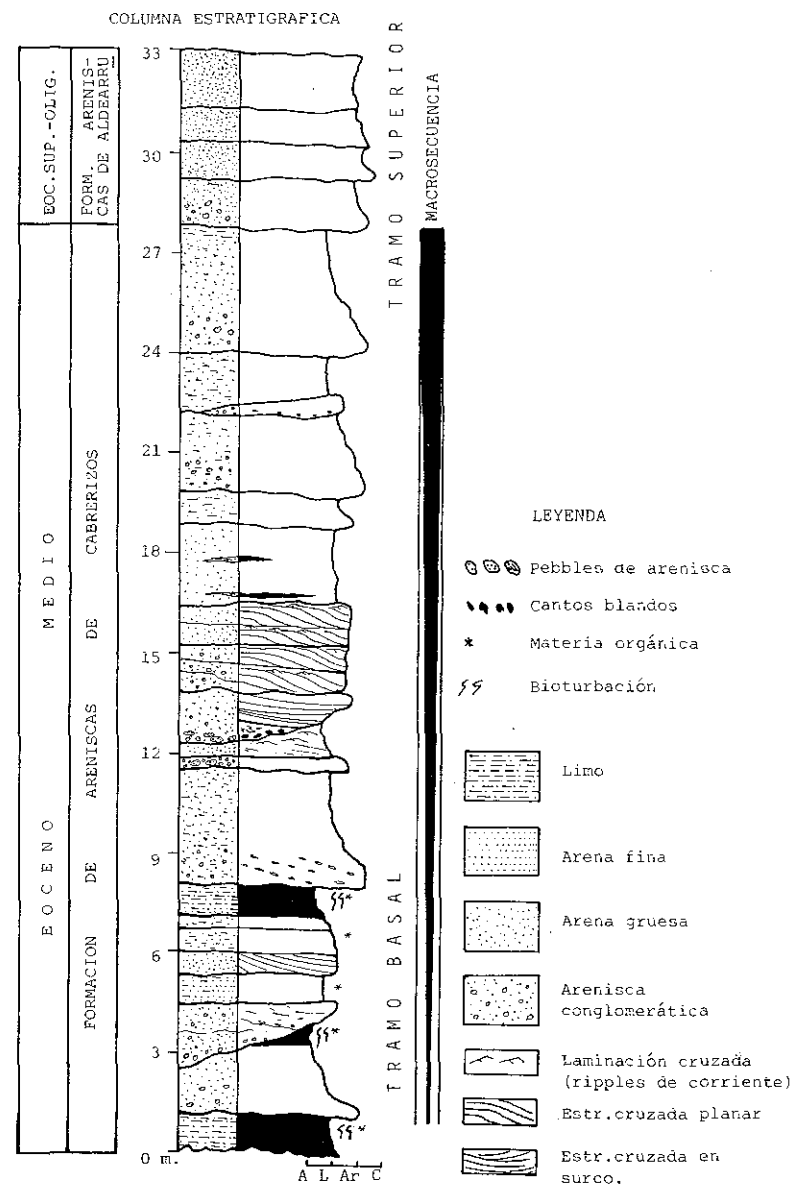 COLUMNA ESTRATIGRAFICA
EOC.SUP.-OLIG.
FORM. ARENIS-
CAS DE ALDEARRU
EOCENO MEDIO
FORMACION DE ARENISCAS DE CABRERIZOS
33
30
27
24
21
18
15
12
9
6
3
0 m.
A L Ar C
TRAMO SUPERIOR
TRAMO BASAL
MACROSECUENCIA
LEYENDA
Pebbles de arenisca
Cantos blandos
* Materia orgánica
Bioturbación
Limo
Arena fina
Arena gruesa
Arenisca
conglomerática
Laminación cruzada
(ripples de corriente)
Estr.cruzada planar
Estr.cruzada en
surco.